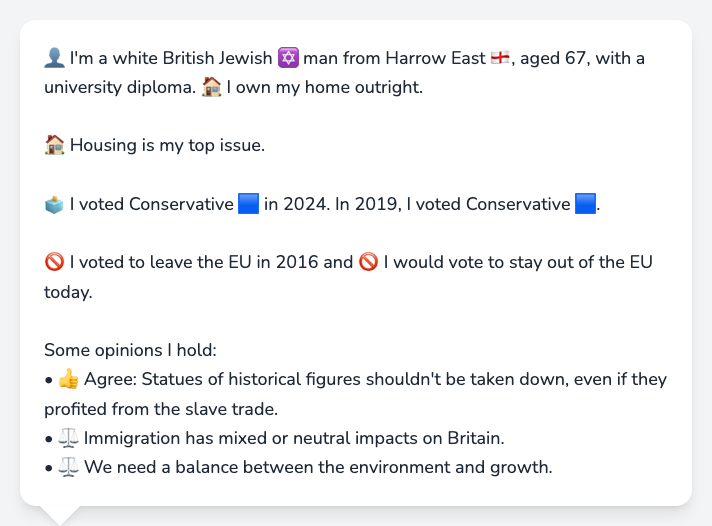 👤 I'm a white British Jewish ✡️ man from Harrow East 🏴󠁧󠁢󠁥󠁮󠁧󠁿, aged 67, with a
university diploma. 🏠 I own my home outright.
🏠 Housing is my top issue.
🗳️ I voted Conservative 🟦 in 2024. In 2019, I voted Conservative 🟦.
🚫 I voted to leave the EU in 2016 and 🚫 I would vote to stay out of the EU
today.
Some opinions I hold:
• 👍 Agree: Statues of historical figures shouldn't be taken down, even if they
profited from the slave trade.
• ⚖️ Immigration has mixed or neutral impacts on Britain.
• ⚖️ We need a balance between the environment and growth.